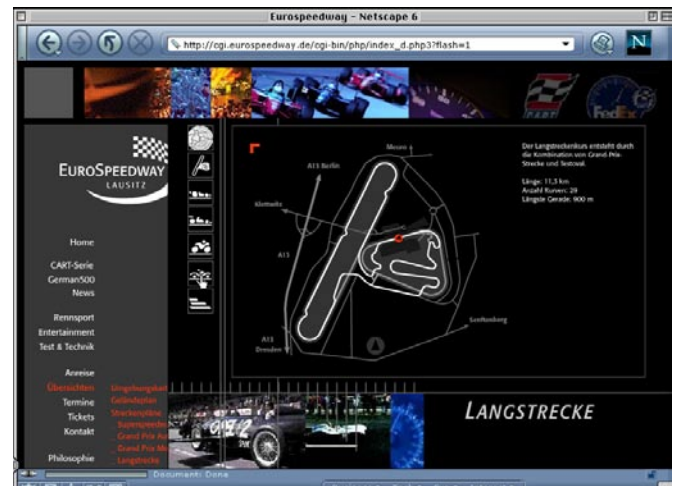 Eurospeedway - Netscape 6
http://cgi.eurospeedway.de/cgi-bin/php/index_d.php3?flash=1
N
CART
FedEx
EUROSPEEDWAY
LAUSITZ
Home
CART-Serie
German500
News
Rennsport
Entertainment
Test & Technik
Anreise
Übersichten
Termine
Tickets
Kontakt
Philosophie
Geländeplan
Streckenpläne
Langstrecke
Meuro
A13 Berlin
Klettwitz
A13
A13
Dresden
Senftenberg
Der Langstreckenkurs entsteht durch
die Kombination von Grand Prix-
Strecke und Testoval.
Länge: 11,3 km
Anzahl Kurven: 29
Längste Gerade: 900 m
LANGSTRECKE
Document: Done